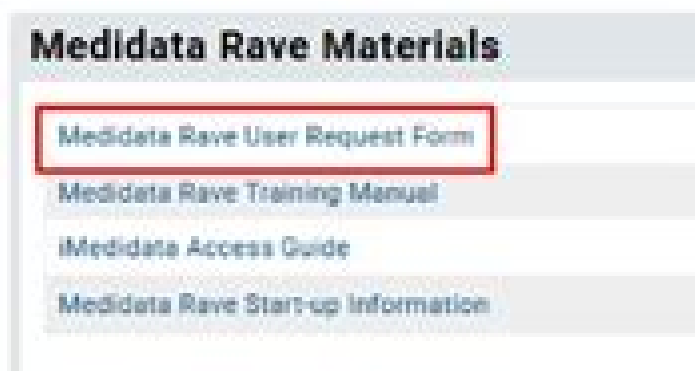 Medidata Rave Materials
Medidata Rave User Request Form
Medidata Rave Training Manual
iMedidata Access Guide
Medidata Rave Start-up Information